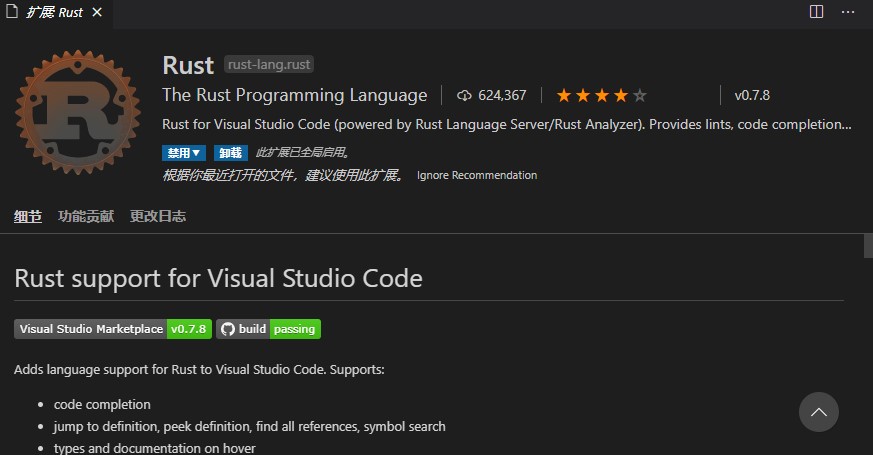 扩展: Rust
Rust rust-lang.rust
The Rust Programming Language 624,367 v0.7.8
Rust for Visual Studio Code (powered by Rust Language Server/Rust Analyzer). Provides lints, code completion...
禁用 卸载 此扩展已全局启用。
根据你最近打开的文件，建议使用此扩展。 Ignore Recommendation
细节 功能贡献 更改日志
Rust support for Visual Studio Code
Visual Studio Marketplace v0.7.8 build passing
Adds language support for Rust to Visual Studio Code. Supports:
• code completion
• jump to definition, peek definition, find all references, symbol search
• types and documentation on hover